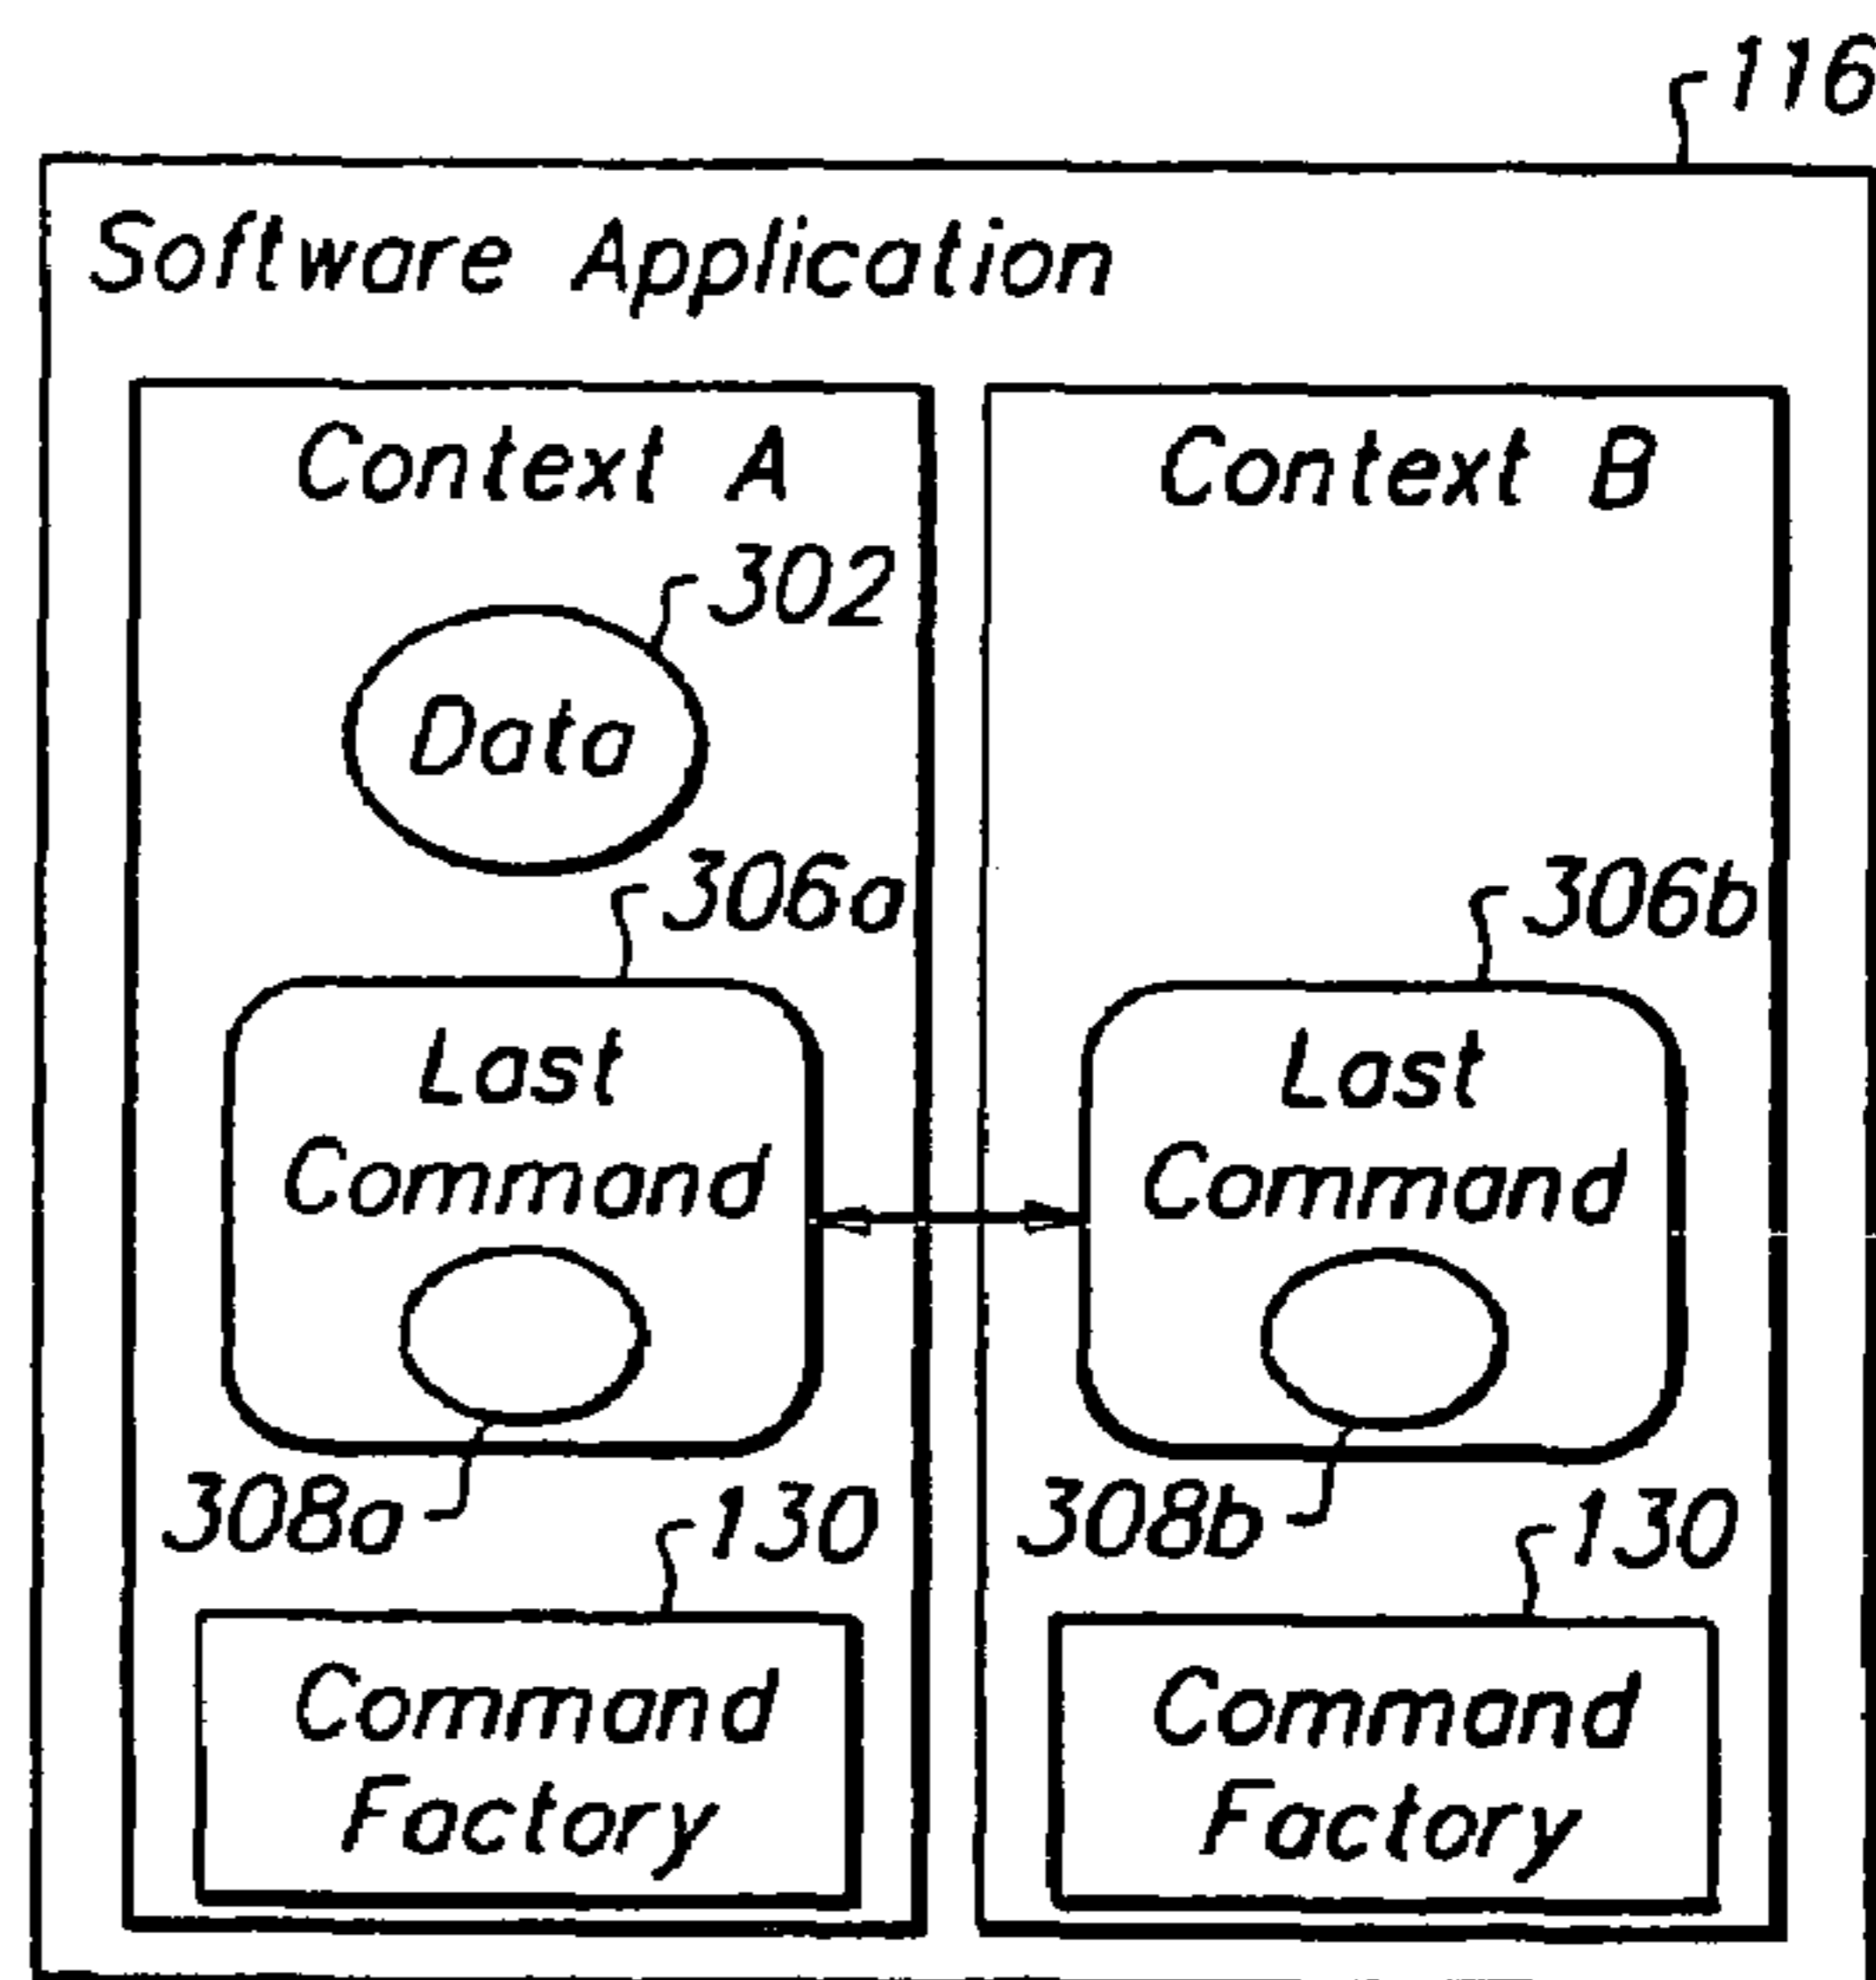 116
Software Application
Context A
302
Data
306a
Last
Command
308a
130
Command
Factory
Context B
306b
Last
Command
308b
130
Command
Factory